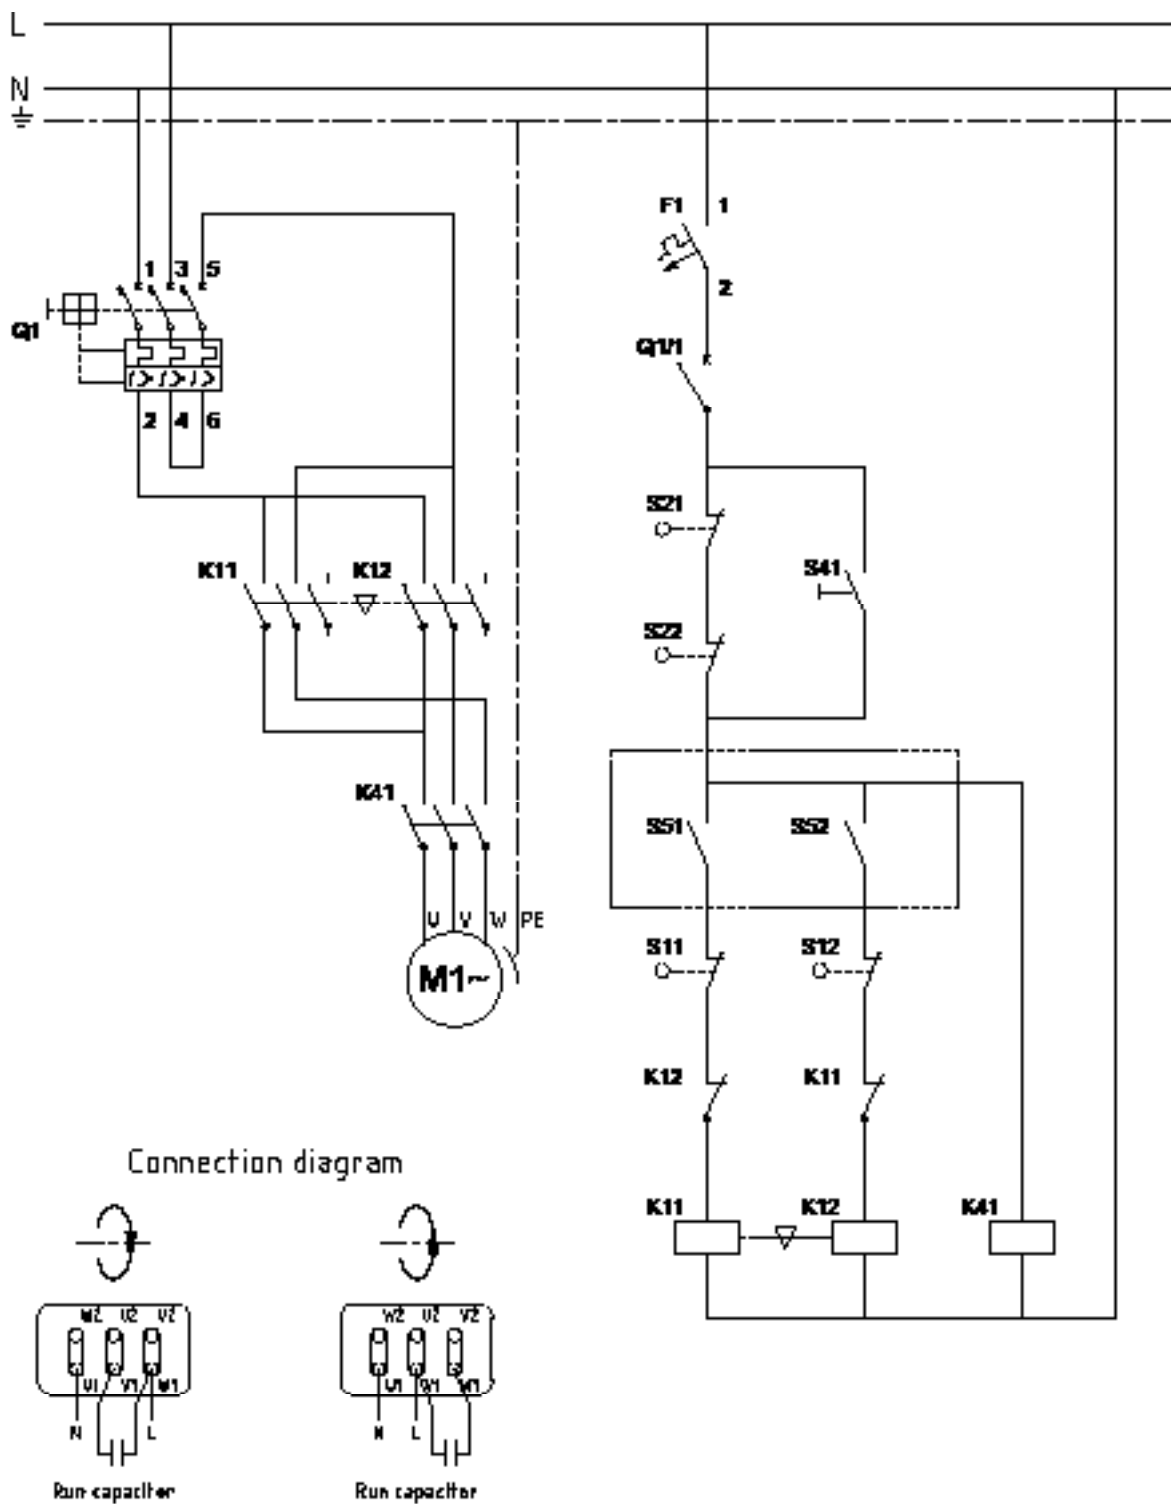 L
N
F1 1
2
1 3 5
Q1
Q1/1
2 4 6
S21
K11 K12
S41
S22
K41
S51 S52
U V W PE
M1~
S11 S12
K12 K11
Connection diagram
K11 K12 K41
W2 U2 V2
U1 V1 W1
N L
Run capacitor
W2 U2 V2
U1 V1 W1
N L
Run capacitor